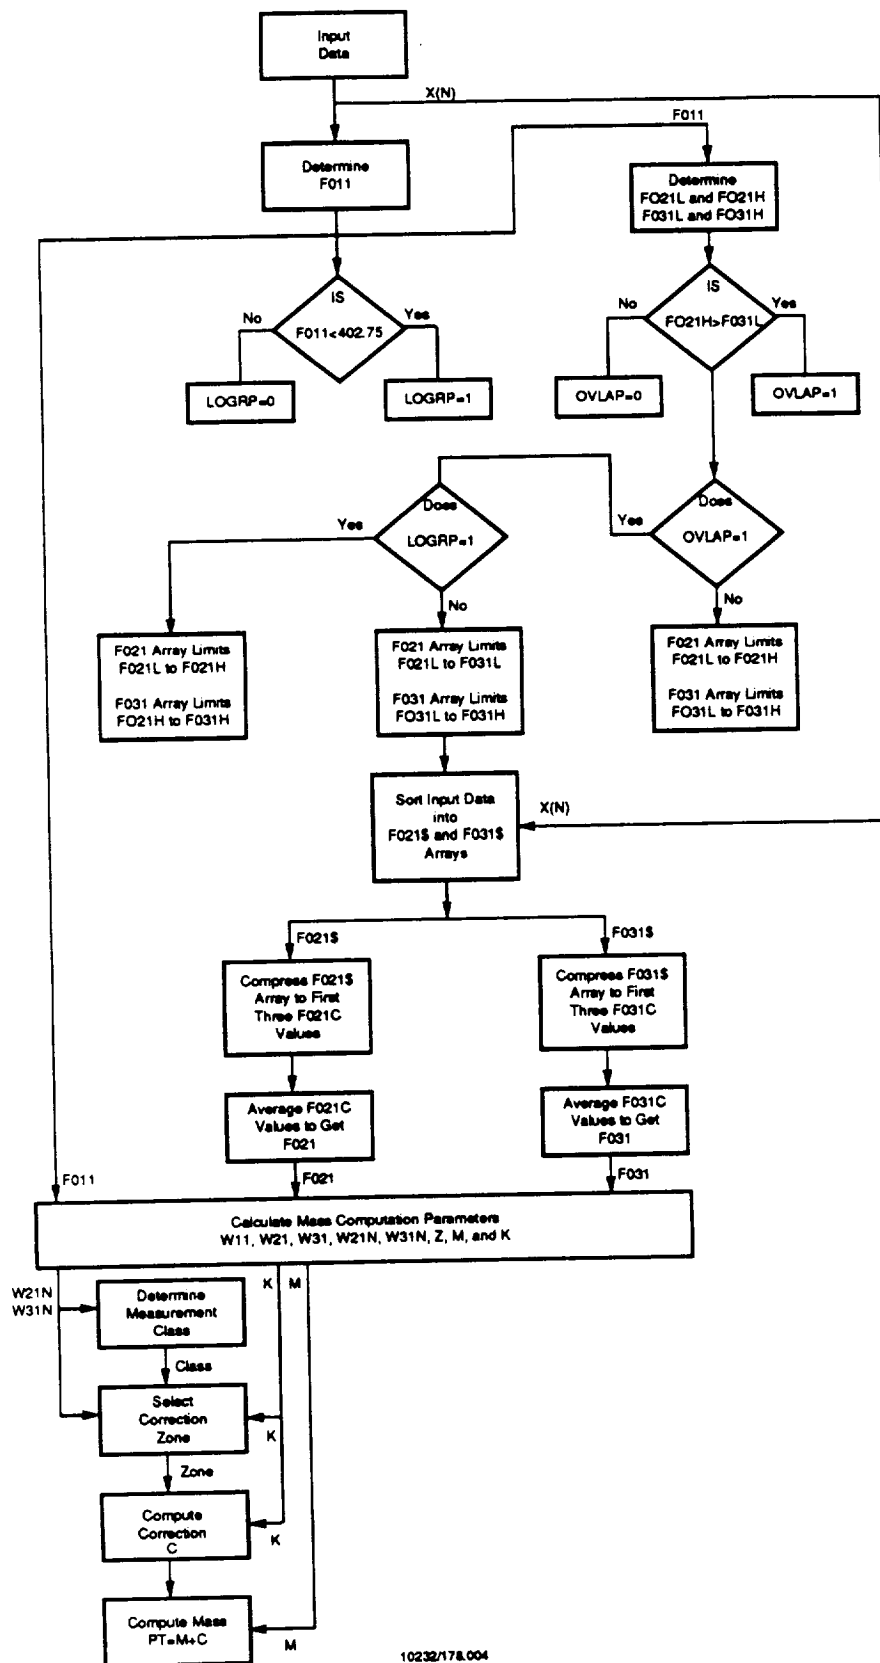 Input
Data
X(N)
F011
Determine
F011
Determine
FO21L and FO21H
F031L and FO31H
IS
F011<402.75
No
Yes
IS
FO21H>F031L
No
Yes
LOGRP=0
LOGRP=1
OVLAP=0
OVLAP=1
Does
LOGRP=1
Yes
No
Does
OVLAP=1
Yes
No
F021 Array Limits
F021L to F021H
F031 Array Limits
FO21H to F031H
F021 Array Limits
F021L to F031L
F031 Array Limits
FO31L to F031H
F021 Array Limits
F021L to F021H
F031 Array Limits
FO31L to F031H
Sort Input Data
into
F021$ and F031$
Arrays
X(N)
F021$
F031$
Compress F021$
Array to First
Three F021C
Values
Compress F031$
Array to First
Three F031C
Values
Average F021C
Values to Get
F021
Average F031C
Values to Get
F031
F011
F021
F031
Calculate Mass Computation Parameters
W11, W21, W31, W21N, W31N, Z, M, and K
W21N
W31N
K
M
Determine
Measurement
Class
Class
Select
Correction
Zone
K
Zone
Compute
Correction
C
K
Compute Mass
PT=M+C
M
10232/178.004